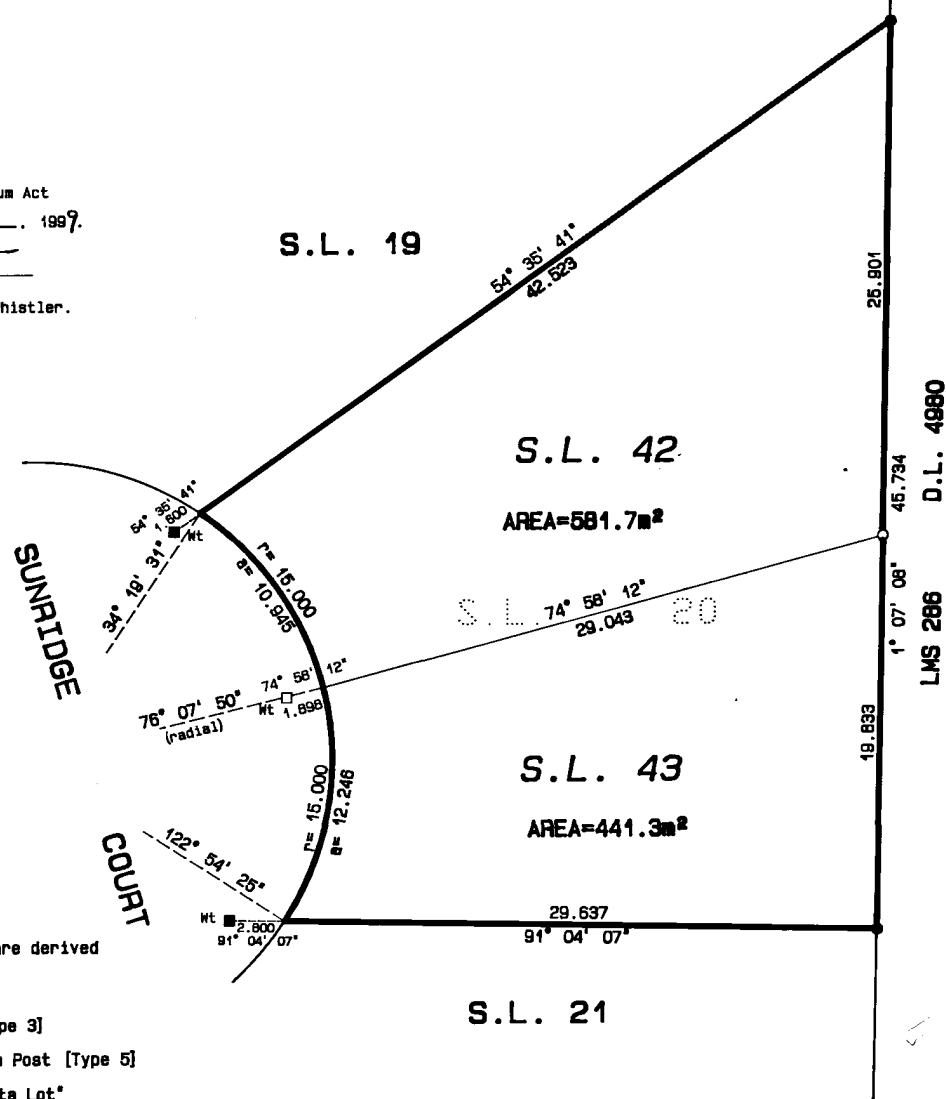 um Act
. 1999.
histler.
S.L. 19
54° 35' 41"
42.523
25.901
S.L. 42
AREA=581.7m²
45.734
D.L. 4980
54° 35' 41"
1.600
Wt
34° 19' 31"
r= 15.000
a= 10.945
SUNRIDGE
S.L. 20
74° 58' 12"
29.043
1° 07' 08"
LMS 286
74° 58' 12"
Wt
1.898
76° 07' 50"
(radial)
19.833
S.L. 43
AREA=441.3m²
r= 15.000
a= 12.246
122° 54' 25"
COURT
Wt
2.800
91° 04' 07"
29.637
91° 04' 07"
re derived
S.L. 21
pe 3]
n Post [Type 5]
ta Lot"